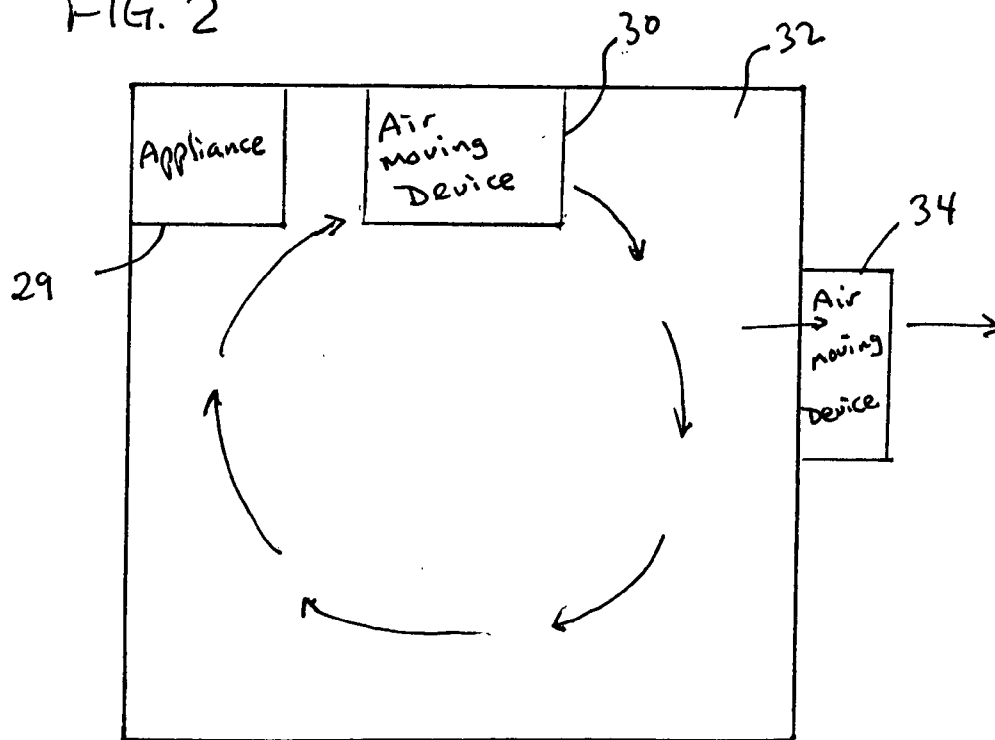 FIG. 2
30
32
Appliance
Air
moving
Device
34
29
Air
moving
Device